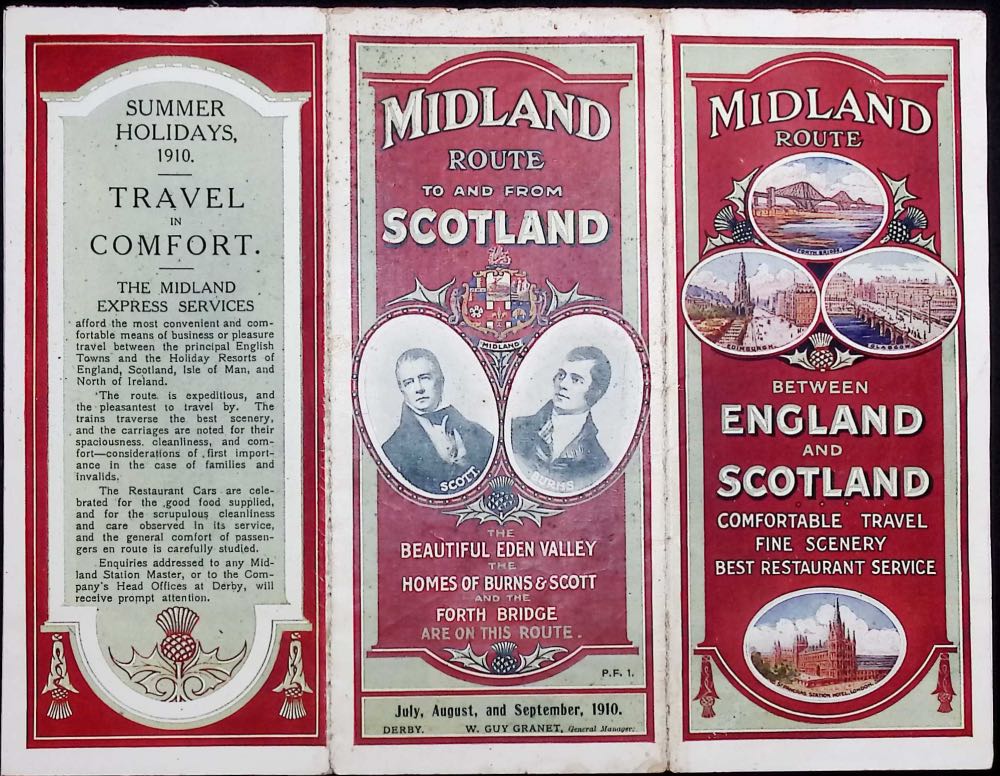 SUMMER
HOLIDAYS,
1910.
TRAVEL
IN
COMFORT.
THE MIDLAND
EXPRESS SERVICES
afford the most convenient and com-
fortable means of business or pleasure
travel between the principal English
Towns and the Holiday Resorts of
England, Scotland, Isle of Man, and
North of Ireland.
The route is expeditious, and
the pleasantest to travel by. The
trains traverse the best scenery,
and the carriages are noted for their
spaciousness, cleanliness, and com-
fort—considerations of first import-
ance in the case of families and
invalids.
The Restaurant Cars are cele-
brated for the good food supplied,
and for the scrupulous cleanliness
and care observed in its service,
and the general comfort of passen-
gers en route is carefully studied.
Enquiries addressed to any Mid-
land Station Master, or to the Com-
pany's Head Offices at Derby, will
receive prompt attention.
MIDLAND
ROUTE
TO AND FROM
SCOTLAND
MIDLAND
SCOTT.
BURNS.
THE
BEAUTIFUL EDEN VALLEY
THE
HOMES OF BURNS & SCOTT
AND THE
FORTH BRIDGE
ARE ON THIS ROUTE.
P.F. 1.
July, August, and September, 1910.
DERBY. W. GUY GRANET, General Manager.
MIDLAND
ROUTE
FORTH BRIDGE.
EDINBURGH.
GLASGOW.
BETWEEN
ENGLAND
AND
SCOTLAND
COMFORTABLE TRAVEL
FINE SCENERY
BEST RESTAURANT SERVICE
ST PANCRAS STATION HOTEL, LONDON.